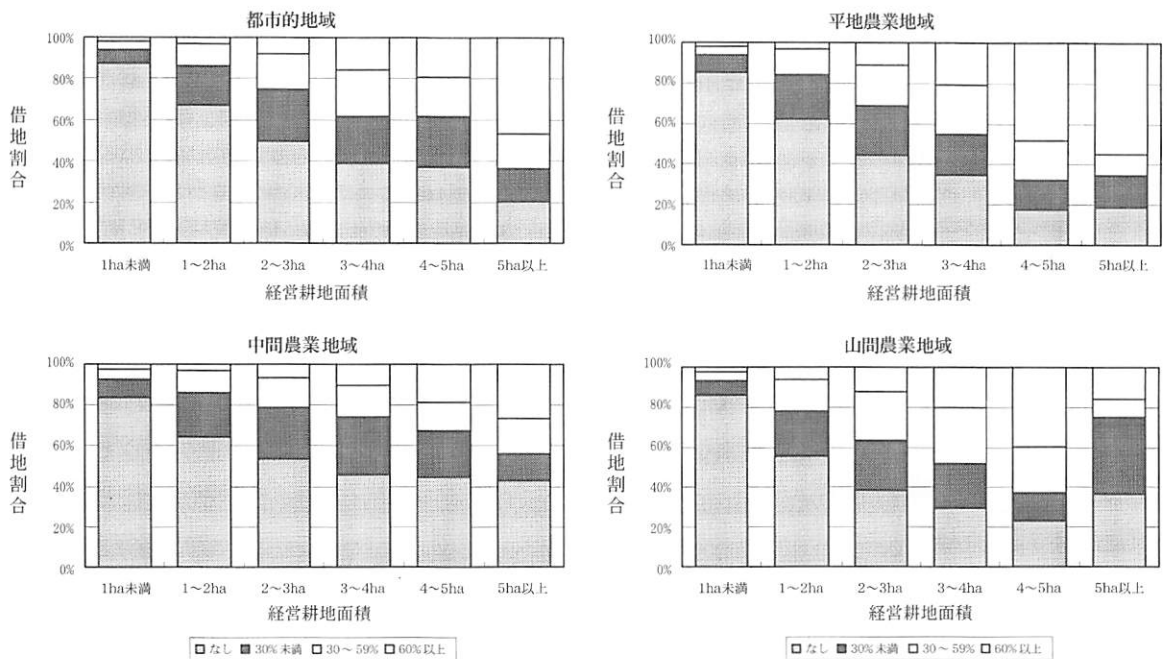 都市的地域
借地割合
100%
80%
60%
40%
20%
0%
1ha未満 1～2ha 2～3ha 3～4ha 4～5ha 5ha以上
経営耕地面積
平地農業地域
借地割合
100%
80%
60%
40%
20%
0%
1ha未満 1～2ha 2～3ha 3～4ha 4～5ha 5ha以上
経営耕地面積
中間農業地域
借地割合
100%
80%
60%
40%
20%
0%
1ha未満 1～2ha 2～3ha 3～4ha 4～5ha 5ha以上
経営耕地面積
なし 30%未満 30～59% 60%以上
山間農業地域
借地割合
100%
80%
60%
40%
20%
0%
1ha未満 1～2ha 2～3ha 3～4ha 4～5ha 5ha以上
経営耕地面積
なし 30%未満 30～59% 60%以上